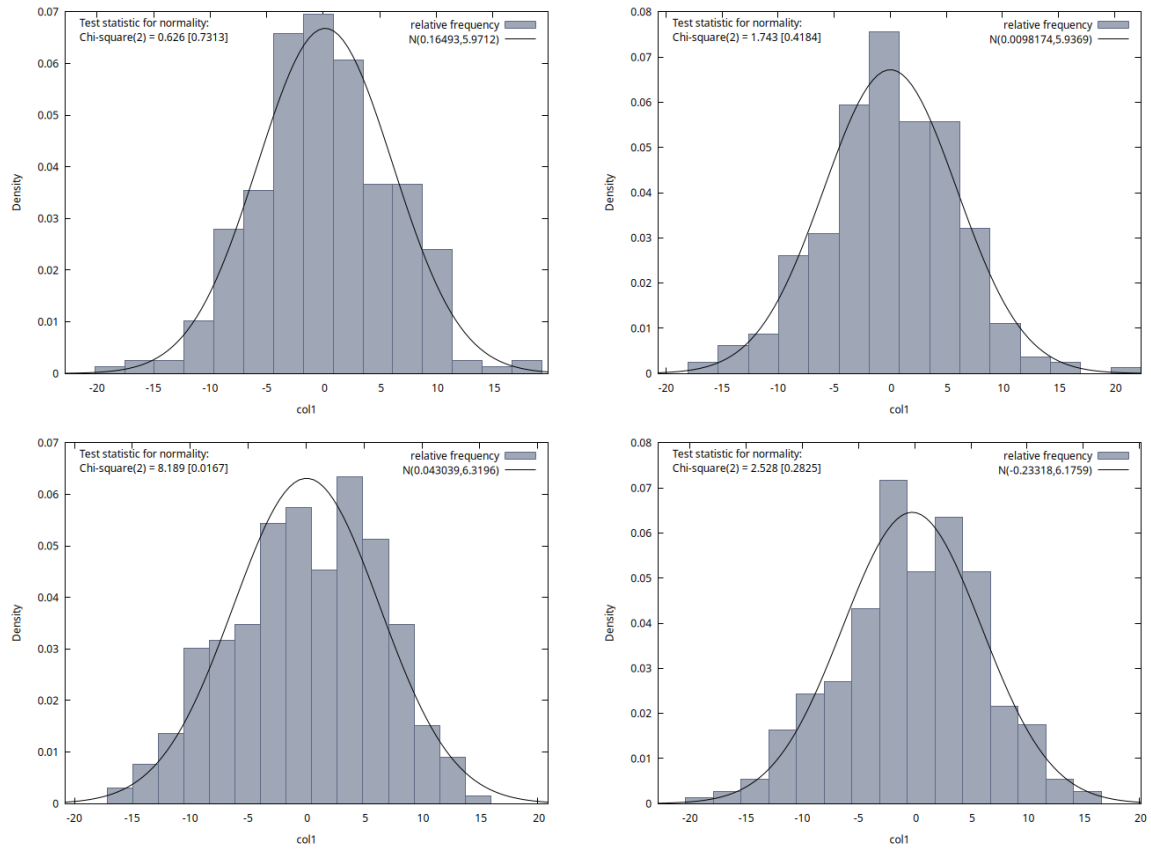 Test statistic for normality:
Chi-square(2) = 0.626 [0.7313]
relative frequency
N(0.16493,5.9712)
0.07
0.06
0.05
0.04
0.03
0.02
0.01
0
Density
-20 -15 -10 -5 0 5 10 15
col1
Test statistic for normality:
Chi-square(2) = 1.743 [0.4184]
relative frequency
N(0.0098174,5.9369)
0.08
0.07
0.06
0.05
0.04
0.03
0.02
0.01
0
Density
-20 -15 -10 -5 0 5 10 15 20
col1
Test statistic for normality:
Chi-square(2) = 8.189 [0.0167]
relative frequency
N(0.043039,6.3196)
0.07
0.06
0.05
0.04
0.03
0.02
0.01
0
Density
-20 -15 -10 -5 0 5 10 15 20
col1
Test statistic for normality:
Chi-square(2) = 2.528 [0.2825]
relative frequency
N(-0.23318,6.1759)
0.08
0.07
0.06
0.05
0.04
0.03
0.02
0.01
0
Density
-20 -15 -10 -5 0 5 10 15 20
col1